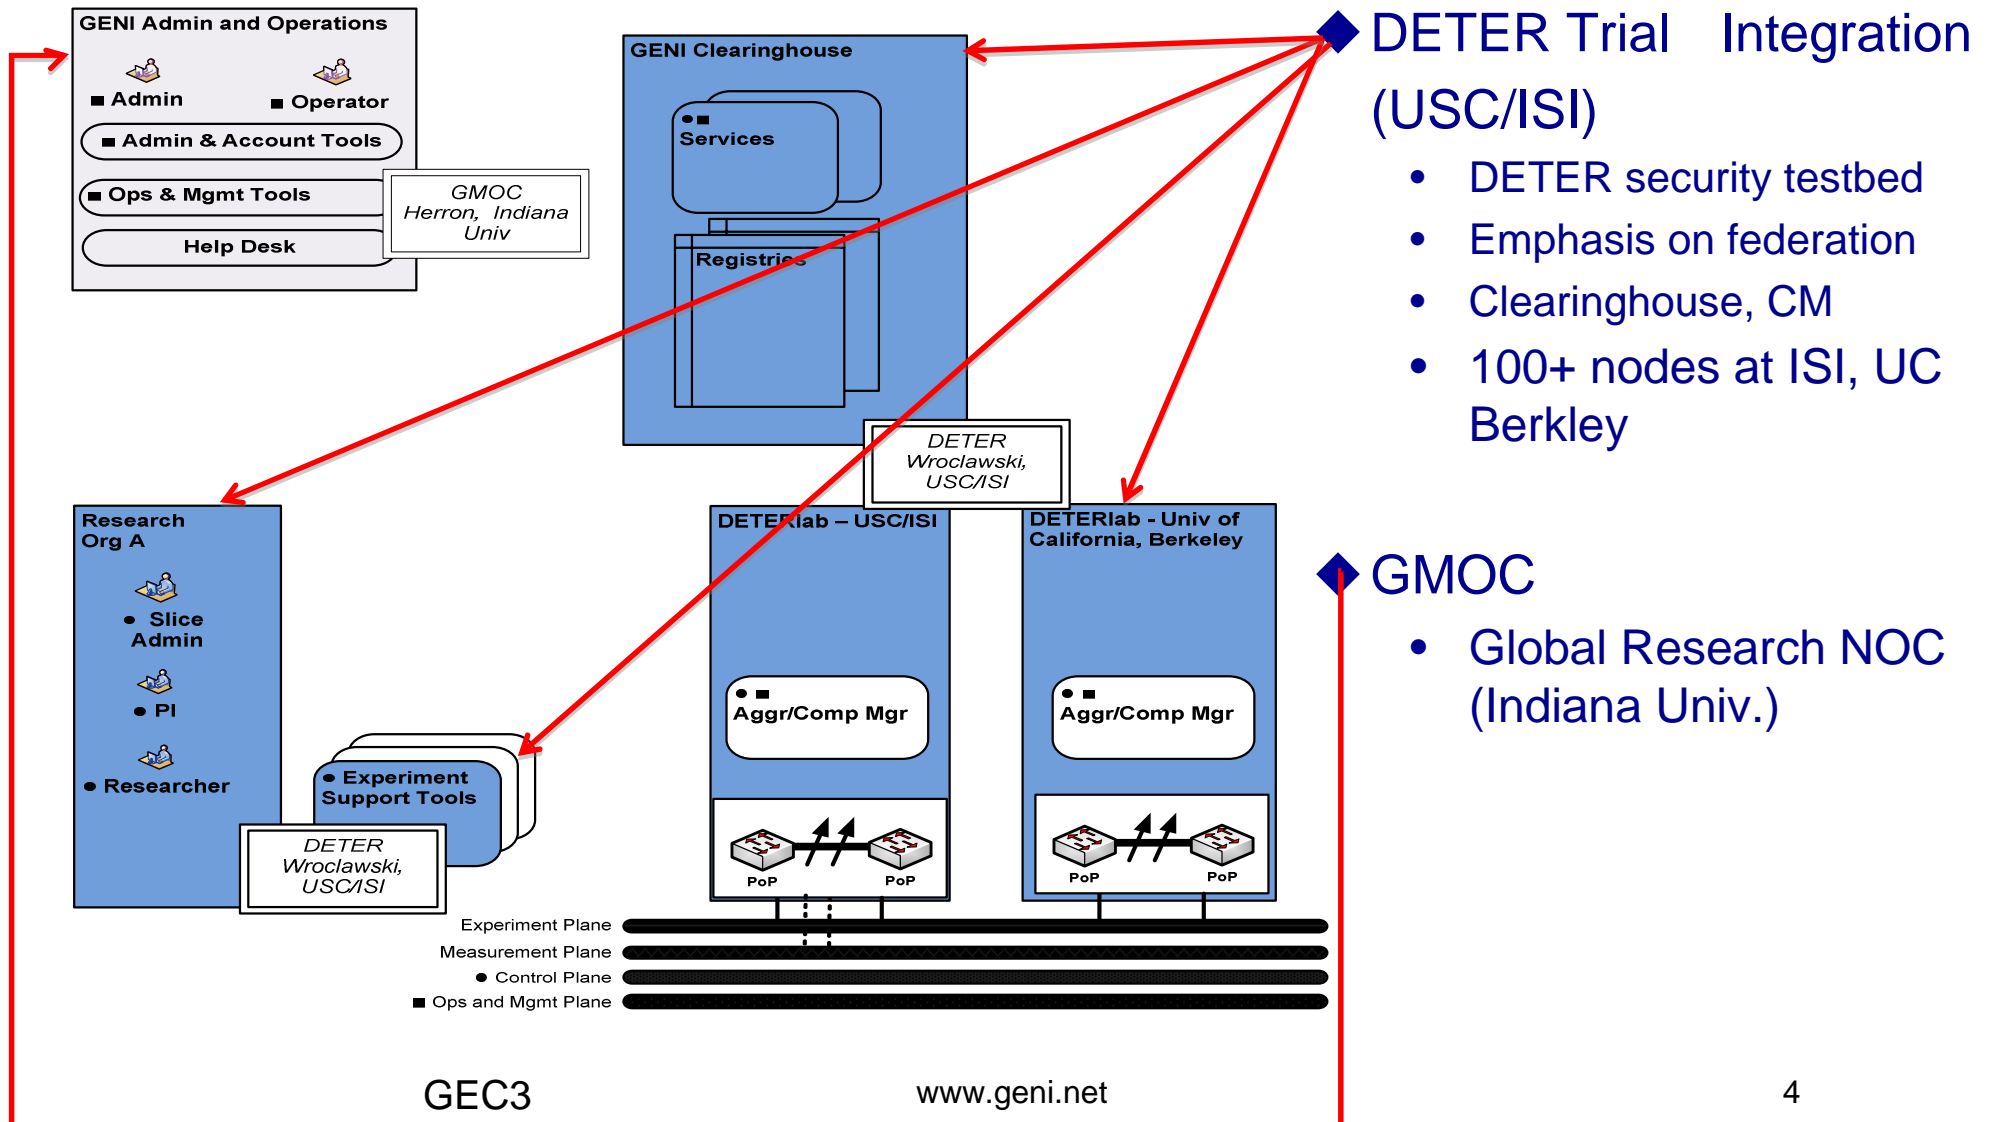 GENI Admin and Operations
Admin
Operator
Admin & Account Tools
Ops & Mgmt Tools
Help Desk
GMOC
Herron, Indiana
Univ
GENI Clearinghouse
Services
Registries
DETER
Wroclawski,
USC/ISI
Research
Org A
Slice
Admin
PI
Researcher
Experiment
Support Tools
DETER
Wroclawski,
USC/ISI
DETERlab – USC/ISI
Aggr/Comp Mgr
PoP
PoP
DETERlab - Univ of
California, Berkeley
Aggr/Comp Mgr
PoP
PoP
Experiment Plane
Measurement Plane
Control Plane
Ops and Mgmt Plane
DETER Trial Integration
(USC/ISI)
• DETER security testbed
• Emphasis on federation
• Clearinghouse, CM
• 100+ nodes at ISI, UC
Berkley
GMOC
• Global Research NOC
(Indiana Univ.)
GEC3
www.geni.net
4